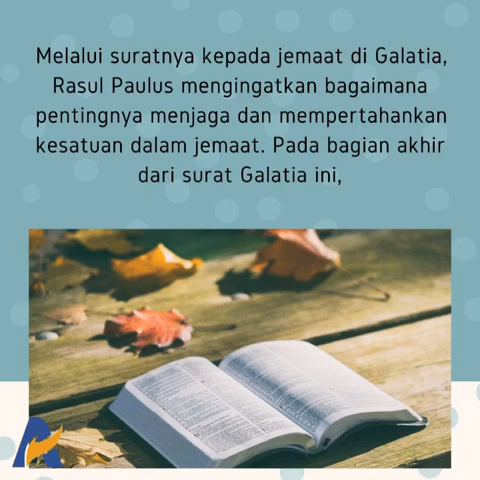 Melalui suratnya kepada jemaat di Galatia,
Rasul Paulus mengingatkan bagaimana
pentingnya menjaga dan mempertahankan
kesatuan dalam jemaat. Pada bagian akhir
dari surat Galatia ini,